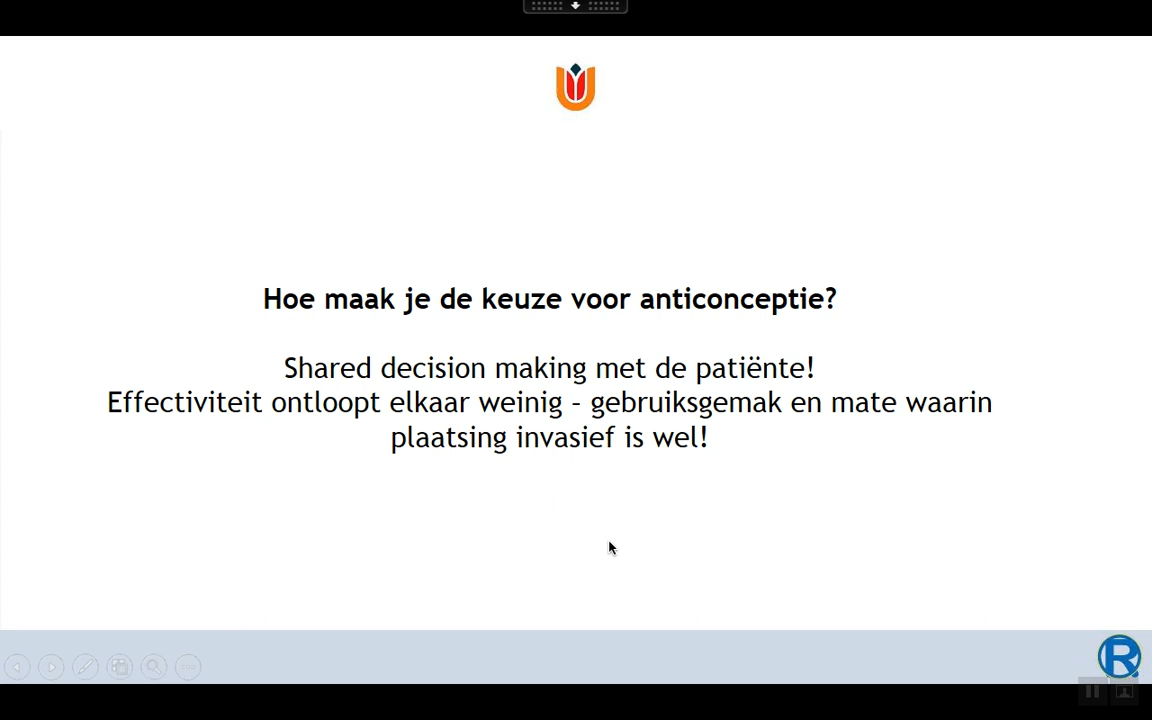 Hoe maak je de keuze voor anticonceptie?
Shared decision making met de patiënte!
Effectiviteit ontloopt elkaar weinig – gebruiksgemak en mate waarin
plaatsing invasief is wel!
R